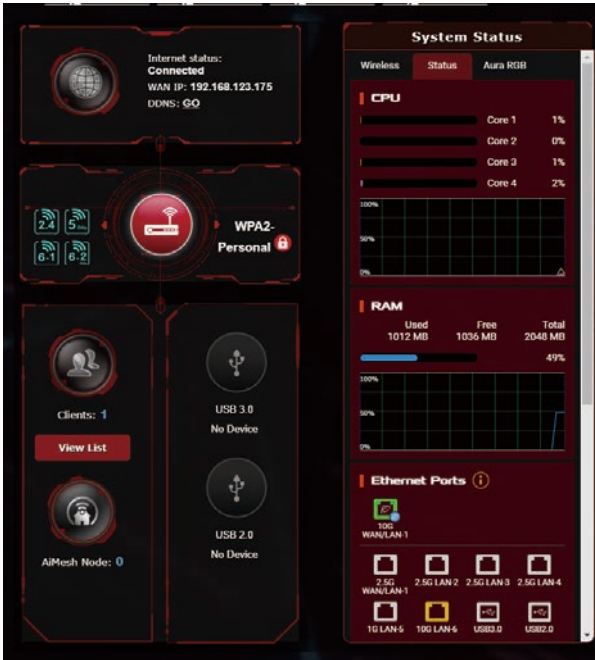 Internet status:
Connected
WAN IP: 192.168.123.175
DDNS: GO
2.4
5
6-1
6-2
WPA2-
Personal
Clients: 1
View List
AiMesh Node: 0
USB 3.0
No Device
USB 2.0
No Device
System Status
Wireless Status Aura RGB
CPU
Core 1 1%
Core 2 0%
Core 3 1%
Core 4 2%
100%
50%
0%
RAM
Used Free Total
1012 MB 1036 MB 2048 MB
49%
100%
50%
0%
Ethernet Ports
10G
WAN/LAN-1
2.5G
WAN/LAN-1
2.5G LAN-2 2.5G LAN-3 2.5G LAN-4
1G LAN-5 10G LAN-6 USB3.0 USB2.0